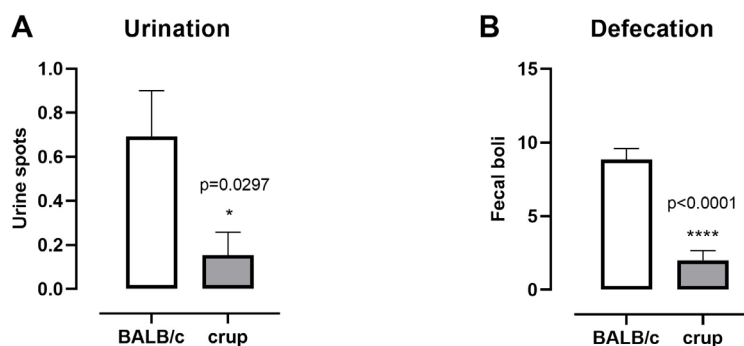 A
Urination
1.0
0.8
0.6
0.4
0.2
0.0
Urine spots
p=0.0297
*
BALB/c
crup
B
Defecation
15
10
5
0
Fecal boli
p<0.0001
****
BALB/c
crup